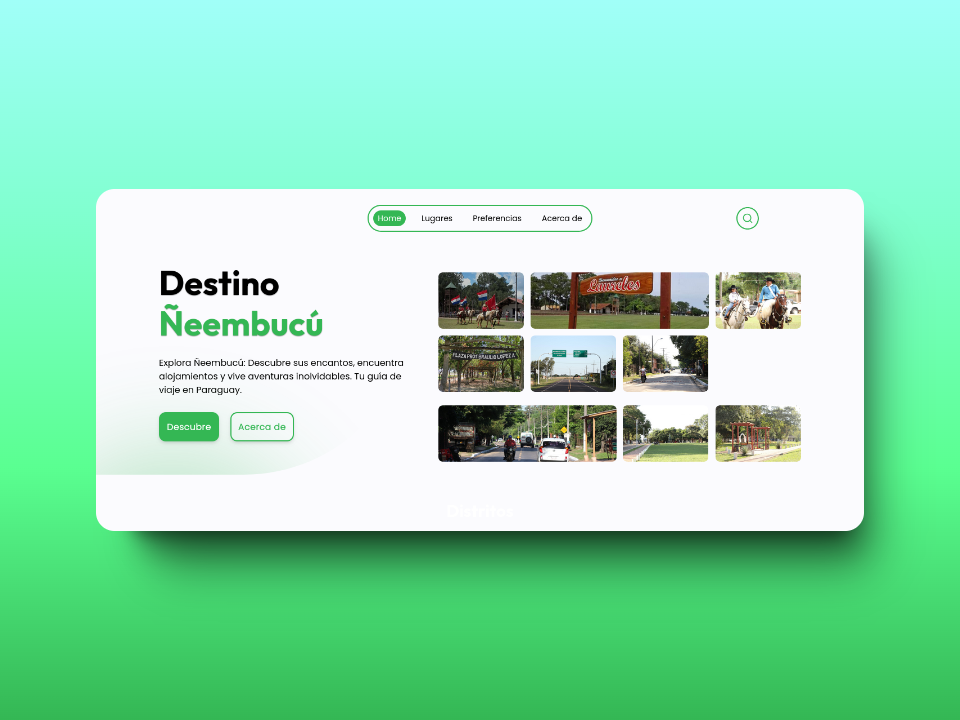 Home
Lugares
Preferencias
Acerca de
Destino
Ñeembucú
Explora Ñeembucú: Descubre sus encantos, encuentra
alojamientos y vive aventuras inolvidables. Tu guía de
viaje en Paraguay.
Descubre
Acerca de
Laureles
Distritos